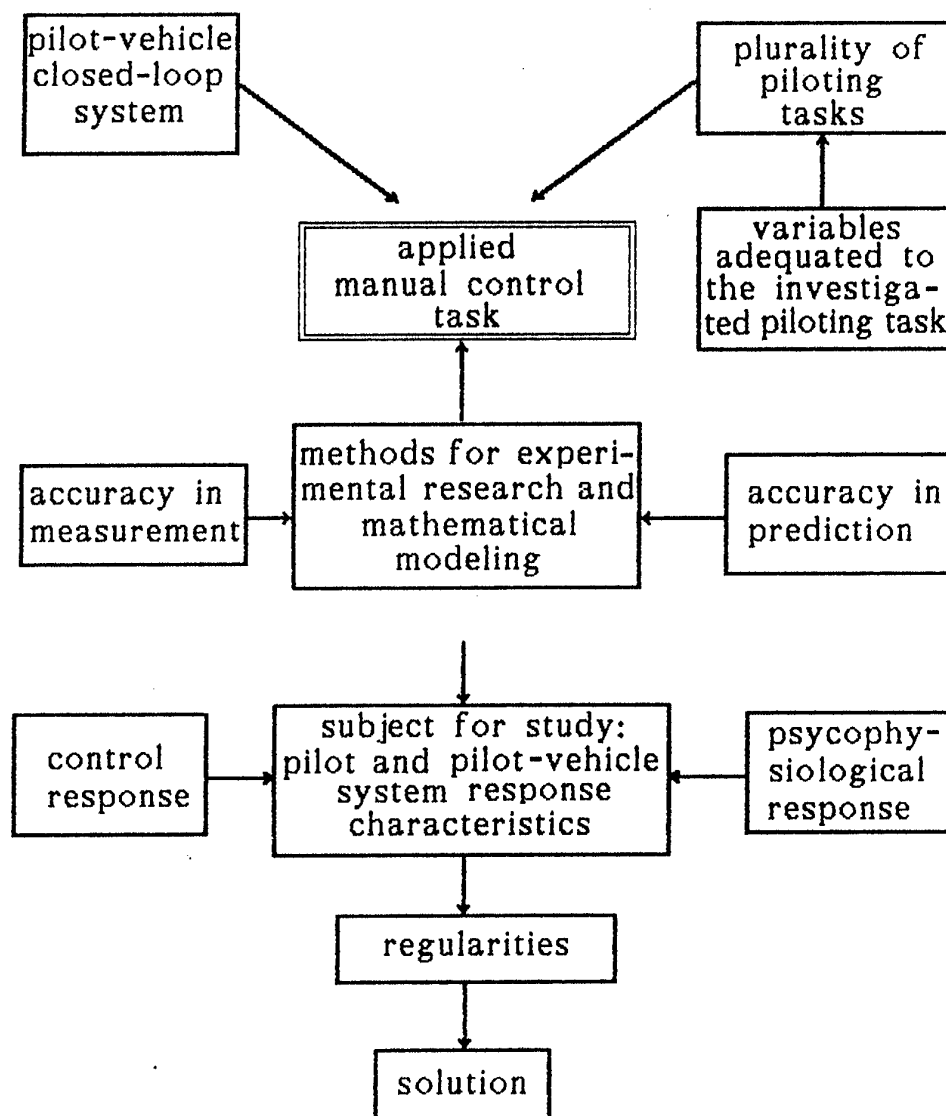 pilot-vehicle
closed-loop
system
plurality of
piloting
tasks
applied
manual control
task
variables
adequated to
the investiga-
ted piloting task
accuracy in
measurement
methods for experi-
mental research and
mathematical
modeling
accuracy in
prediction
control
response
subject for study:
pilot and pilot-vehicle
system response
characteristics
psycophy-
siological
response
regularities
solution